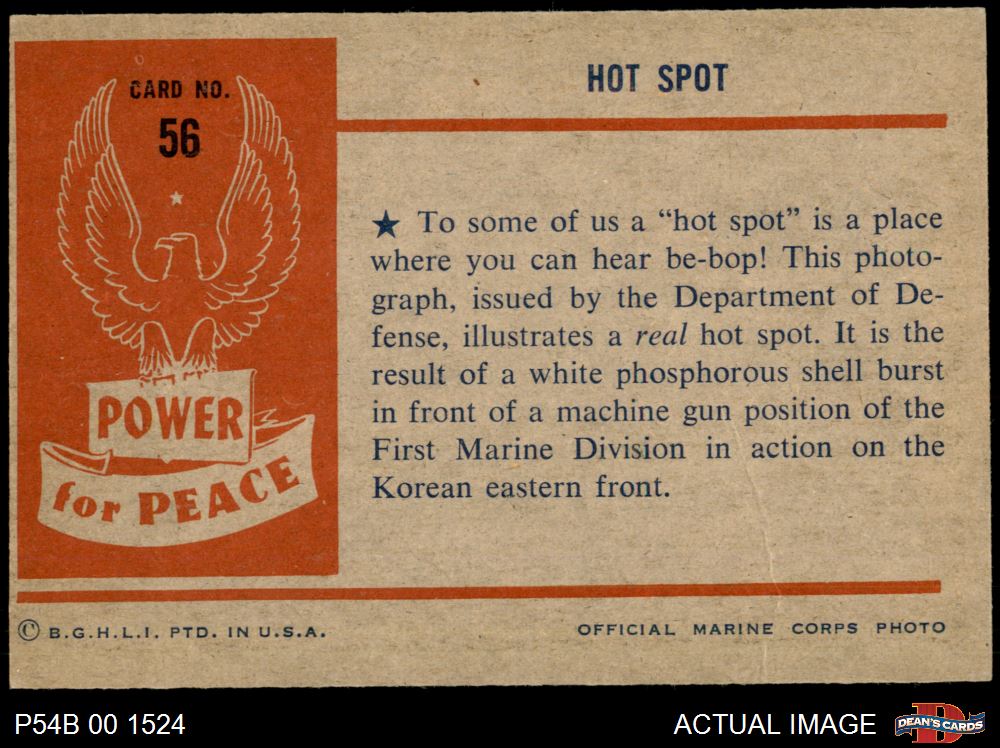 CARD NO.
56
POWER
for PEACE
HOT SPOT
★ To some of us a “hot spot” is a place
where you can hear be-bop! This photo-
graph, issued by the Department of De-
fense, illustrates a real hot spot. It is the
result of a white phosphorous shell burst
in front of a machine gun position of the
First Marine Division in action on the
Korean eastern front.
© B.G.H.L.I. PTD. IN U.S.A.
OFFICIAL MARINE CORPS PHOTO
P54B 00 1524
ACTUAL IMAGE
DEAN'S CARDS